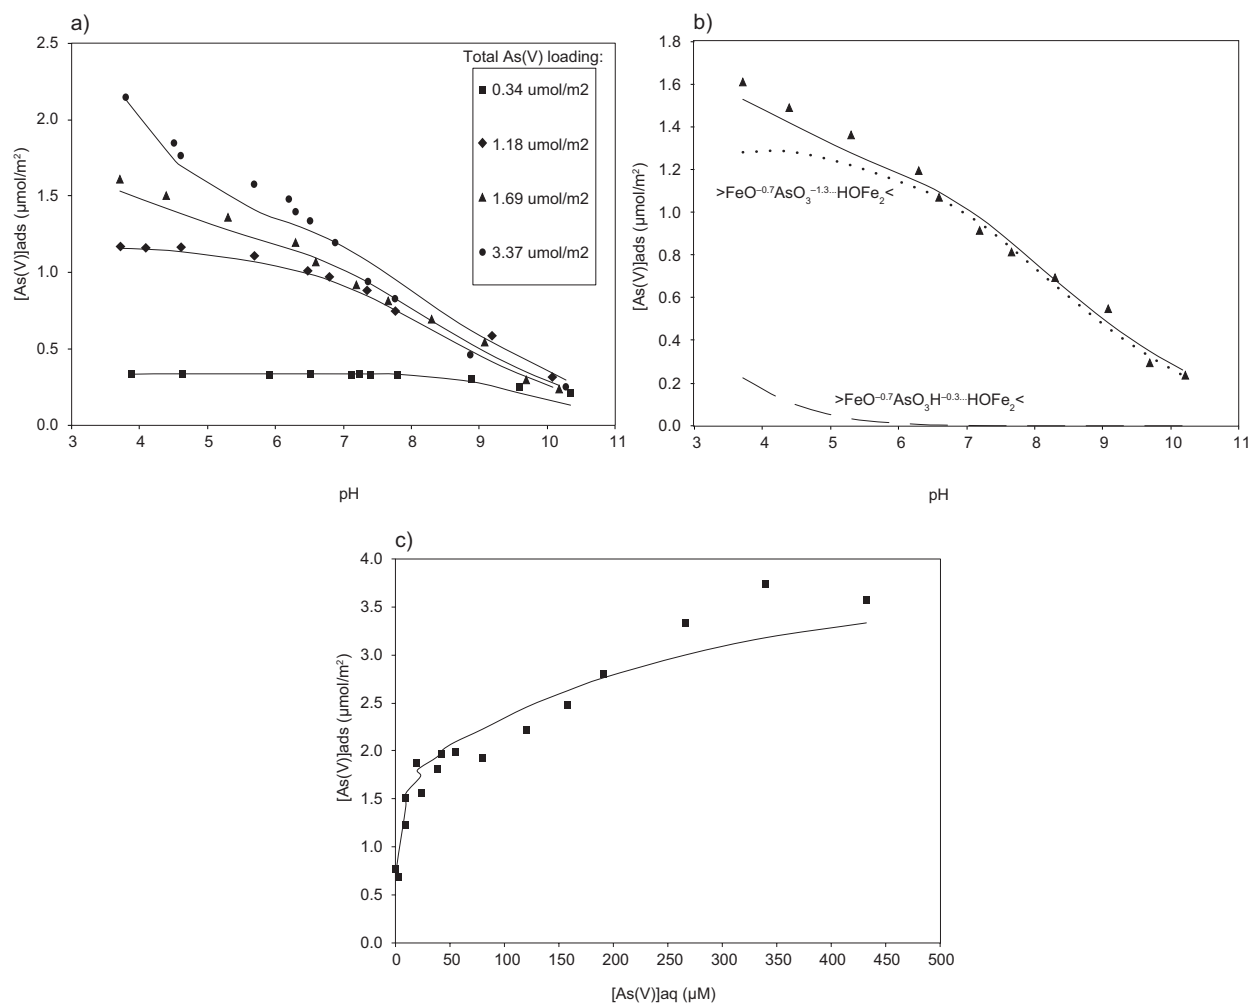 a)
2.5
2.0
1.5
1.0
0.5
0.0
[As(V)]ads (µmol/m²)
3 4 5 6 7 8 9 10 11
pH
Total As(V) loading:
0.34 umol/m2
1.18 umol/m2
1.69 umol/m2
3.37 umol/m2
b)
1.8
1.6
1.4
1.2
1.0
0.8
0.6
0.4
0.2
0.0
[As(V)]ads (µmol/m²)
>FeO⁻⁰·⁷AsO₃⁻¹·³···HOFe₂<
>FeO⁻⁰·⁷AsO₃H⁻⁰·³···HOFe₂<
3 4 5 6 7 8 9 10 11
pH
c)
4.0
3.5
3.0
2.5
2.0
1.5
1.0
0.5
0.0
[As(V)]ads (µmol/m²)
0 50 100 150 200 250 300 350 400 450 500
[As(V)]aq (µM)